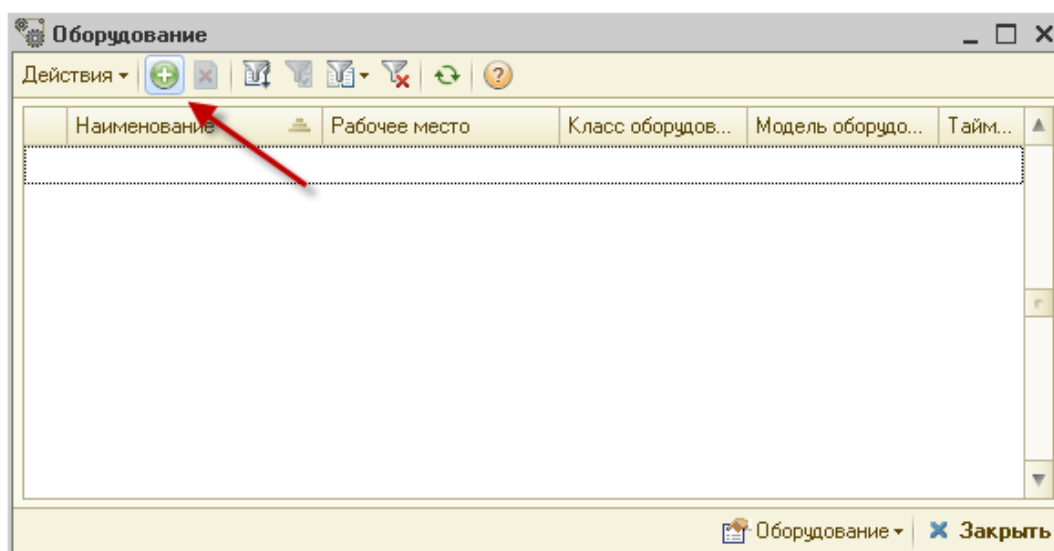 Оборудование
Действия
Наименование Рабочее место Класс оборудов... Модель оборудо... Тайм...
Оборудование Закрыть